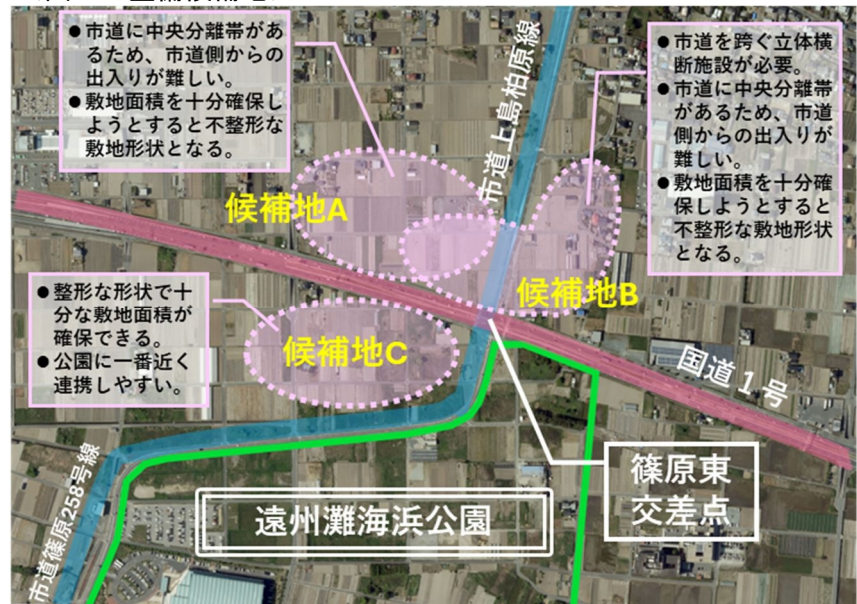 ●市道に中央分離帯があ
るため、市道側からの
出入りが難しい。
●敷地面積を十分確保し
ようとすると不整形な
敷地形状となる。
市道上島柏原線
●市道を跨ぐ立体横
断施設が必要。
●市道に中央分離帯
があるため、市道
側からの出入りが
難しい。
●敷地面積を十分確
保しようとすると
不整形な敷地形状
となる。
候補地A
候補地B
●整形な形状で十
分な敷地面積が
確保できる。
●公園に一番近く
連携しやすい。
候補地C
国道1号
篠原東
交差点
遠州灘海浜公園
市道篠原258号線